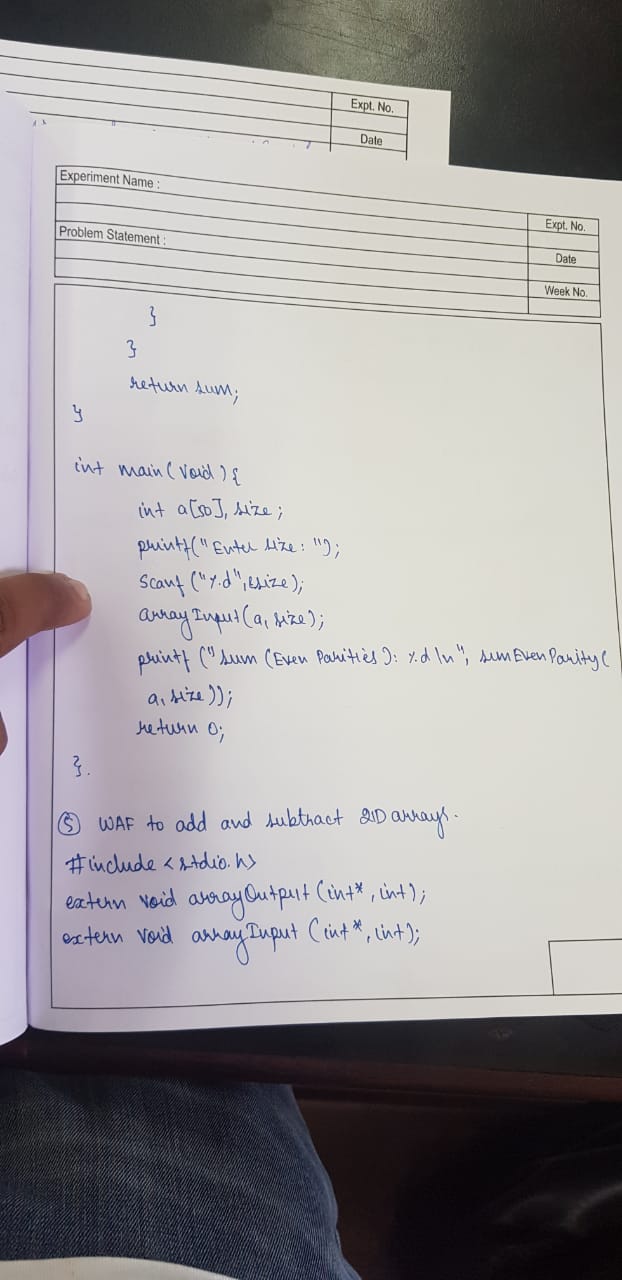 Expt. No.
Date
Experiment Name :
Expt. No.
Problem Statement :
Date
Week No.
}
}
return sum;
}
int main(void){
int a[50], size;
printf("Enter size: ");
scanf("%d",&size);
arrayInput(a, size);
printf("Sum (Even Parities): %d\n", sumEvenParity(
a, size));
return 0;
}.
⑤ WAF to add and subtract 2D arrays.
#include <stdio.h>
extern void arrayOutput(int*, int);
extern void arrayInput(int*, int);